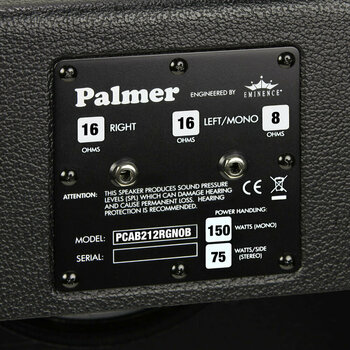 Palmer
ENGINEERED BY
EMINENCE
16 RIGHT 16 LEFT/MONO 8
OHMS OHMS OHMS
ATTENTION: THIS SPEAKER PRODUCES SOUND PRESSURE
LEVELS (SPL) WHICH CAN DAMAGE HEARING
AND CAUSE PERMANENT LOSS. HEARING
PROTECTION IS RECOMMENDED.
CE
POWER HANDLING:
MODEL: PCAB212RGNOB 150 WATTS (MONO)
SERIAL: 75 WATTS/SIDE
(STEREO)